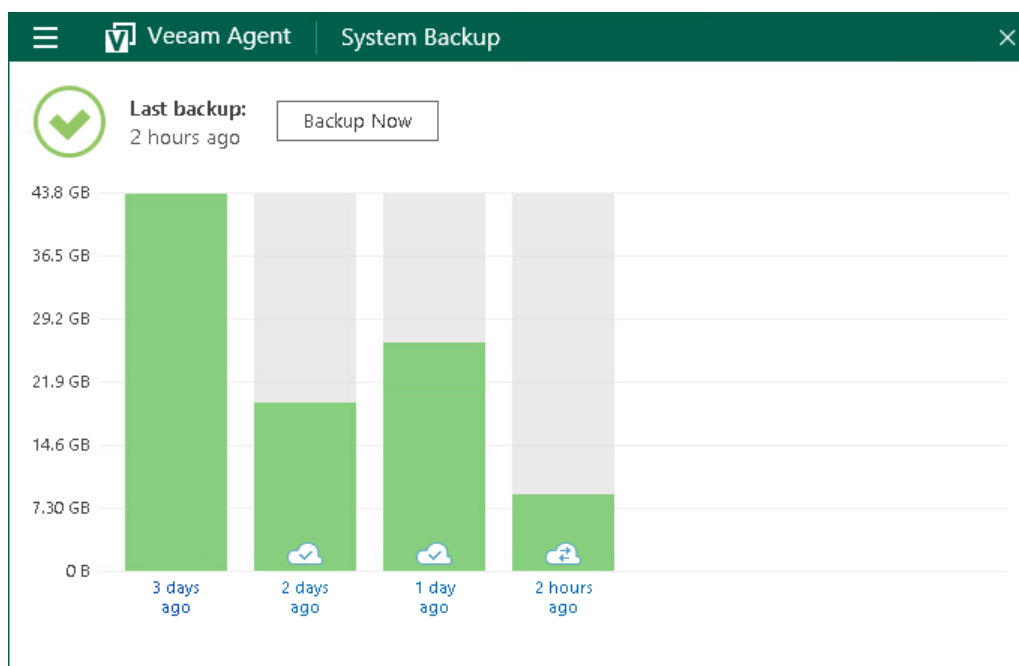 Veeam Agent System Backup
Last backup:
2 hours ago
Backup Now
43.8 GB
36.5 GB
29.2 GB
21.9 GB
14.6 GB
7.30 GB
0 B
3 days ago
2 days ago
1 day ago
2 hours ago